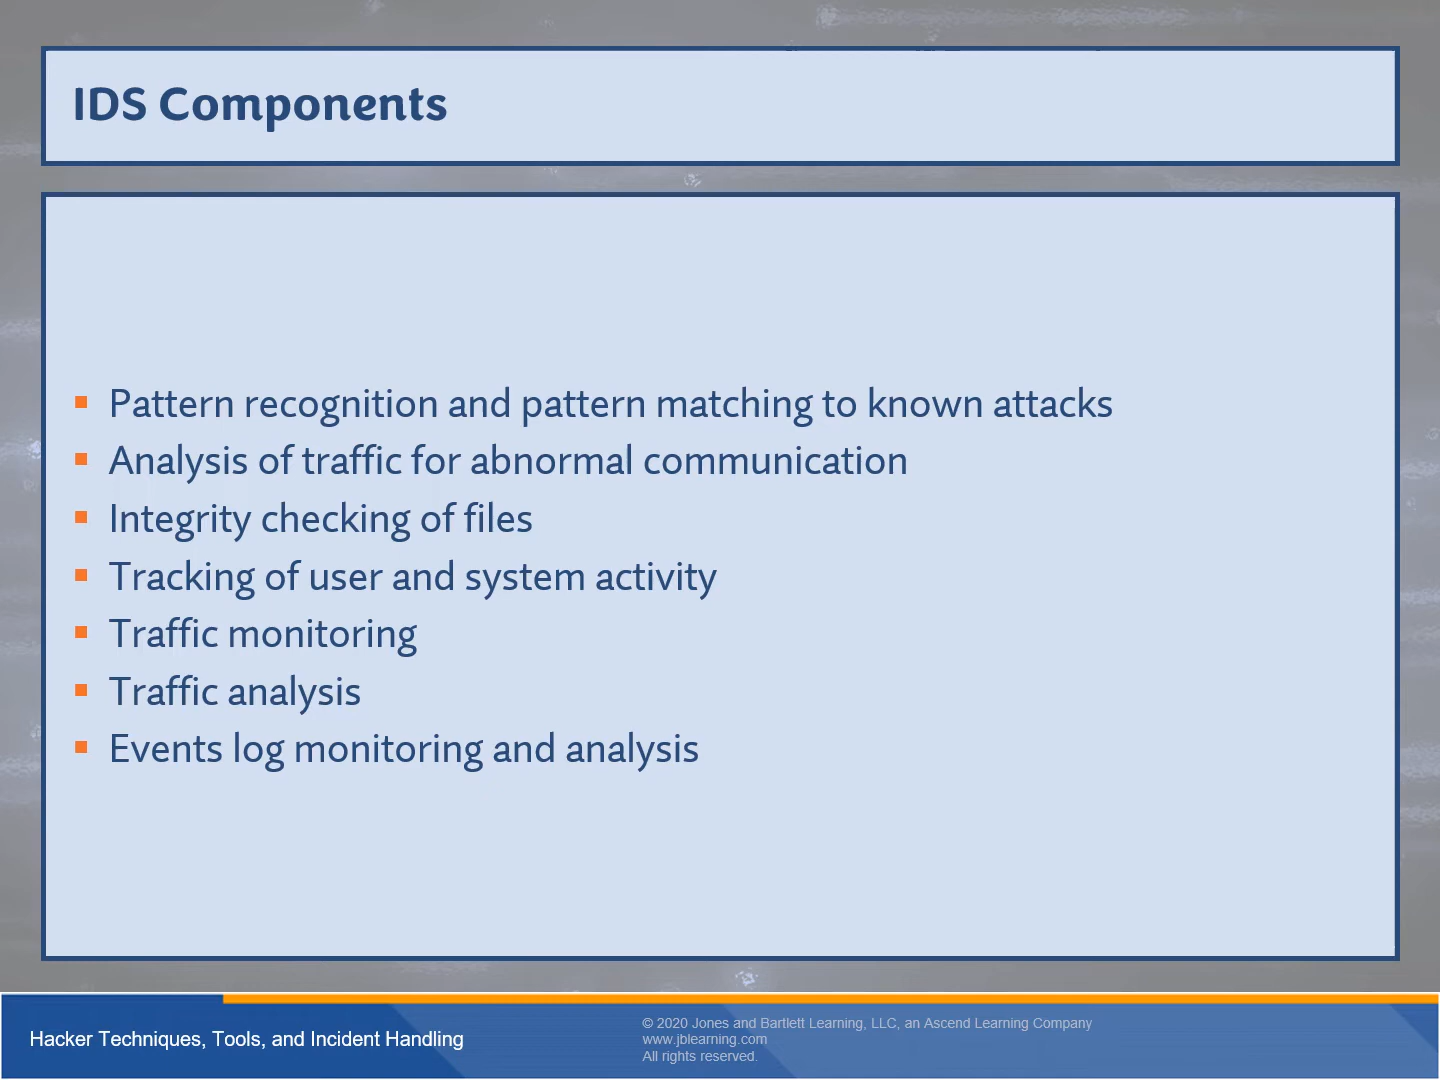 IDS Components
Pattern recognition and pattern matching to known attacks
Analysis of traffic for abnormal communication
Integrity checking of files
Tracking of user and system activity
Traffic monitoring
Traffic analysis
Events log monitoring and analysis
Hacker Techniques, Tools, and Incident Handling
© 2020 Jones and Bartlett Learning, LLC, an Ascend Learning Company
www.jblearning.com
All rights reserved.